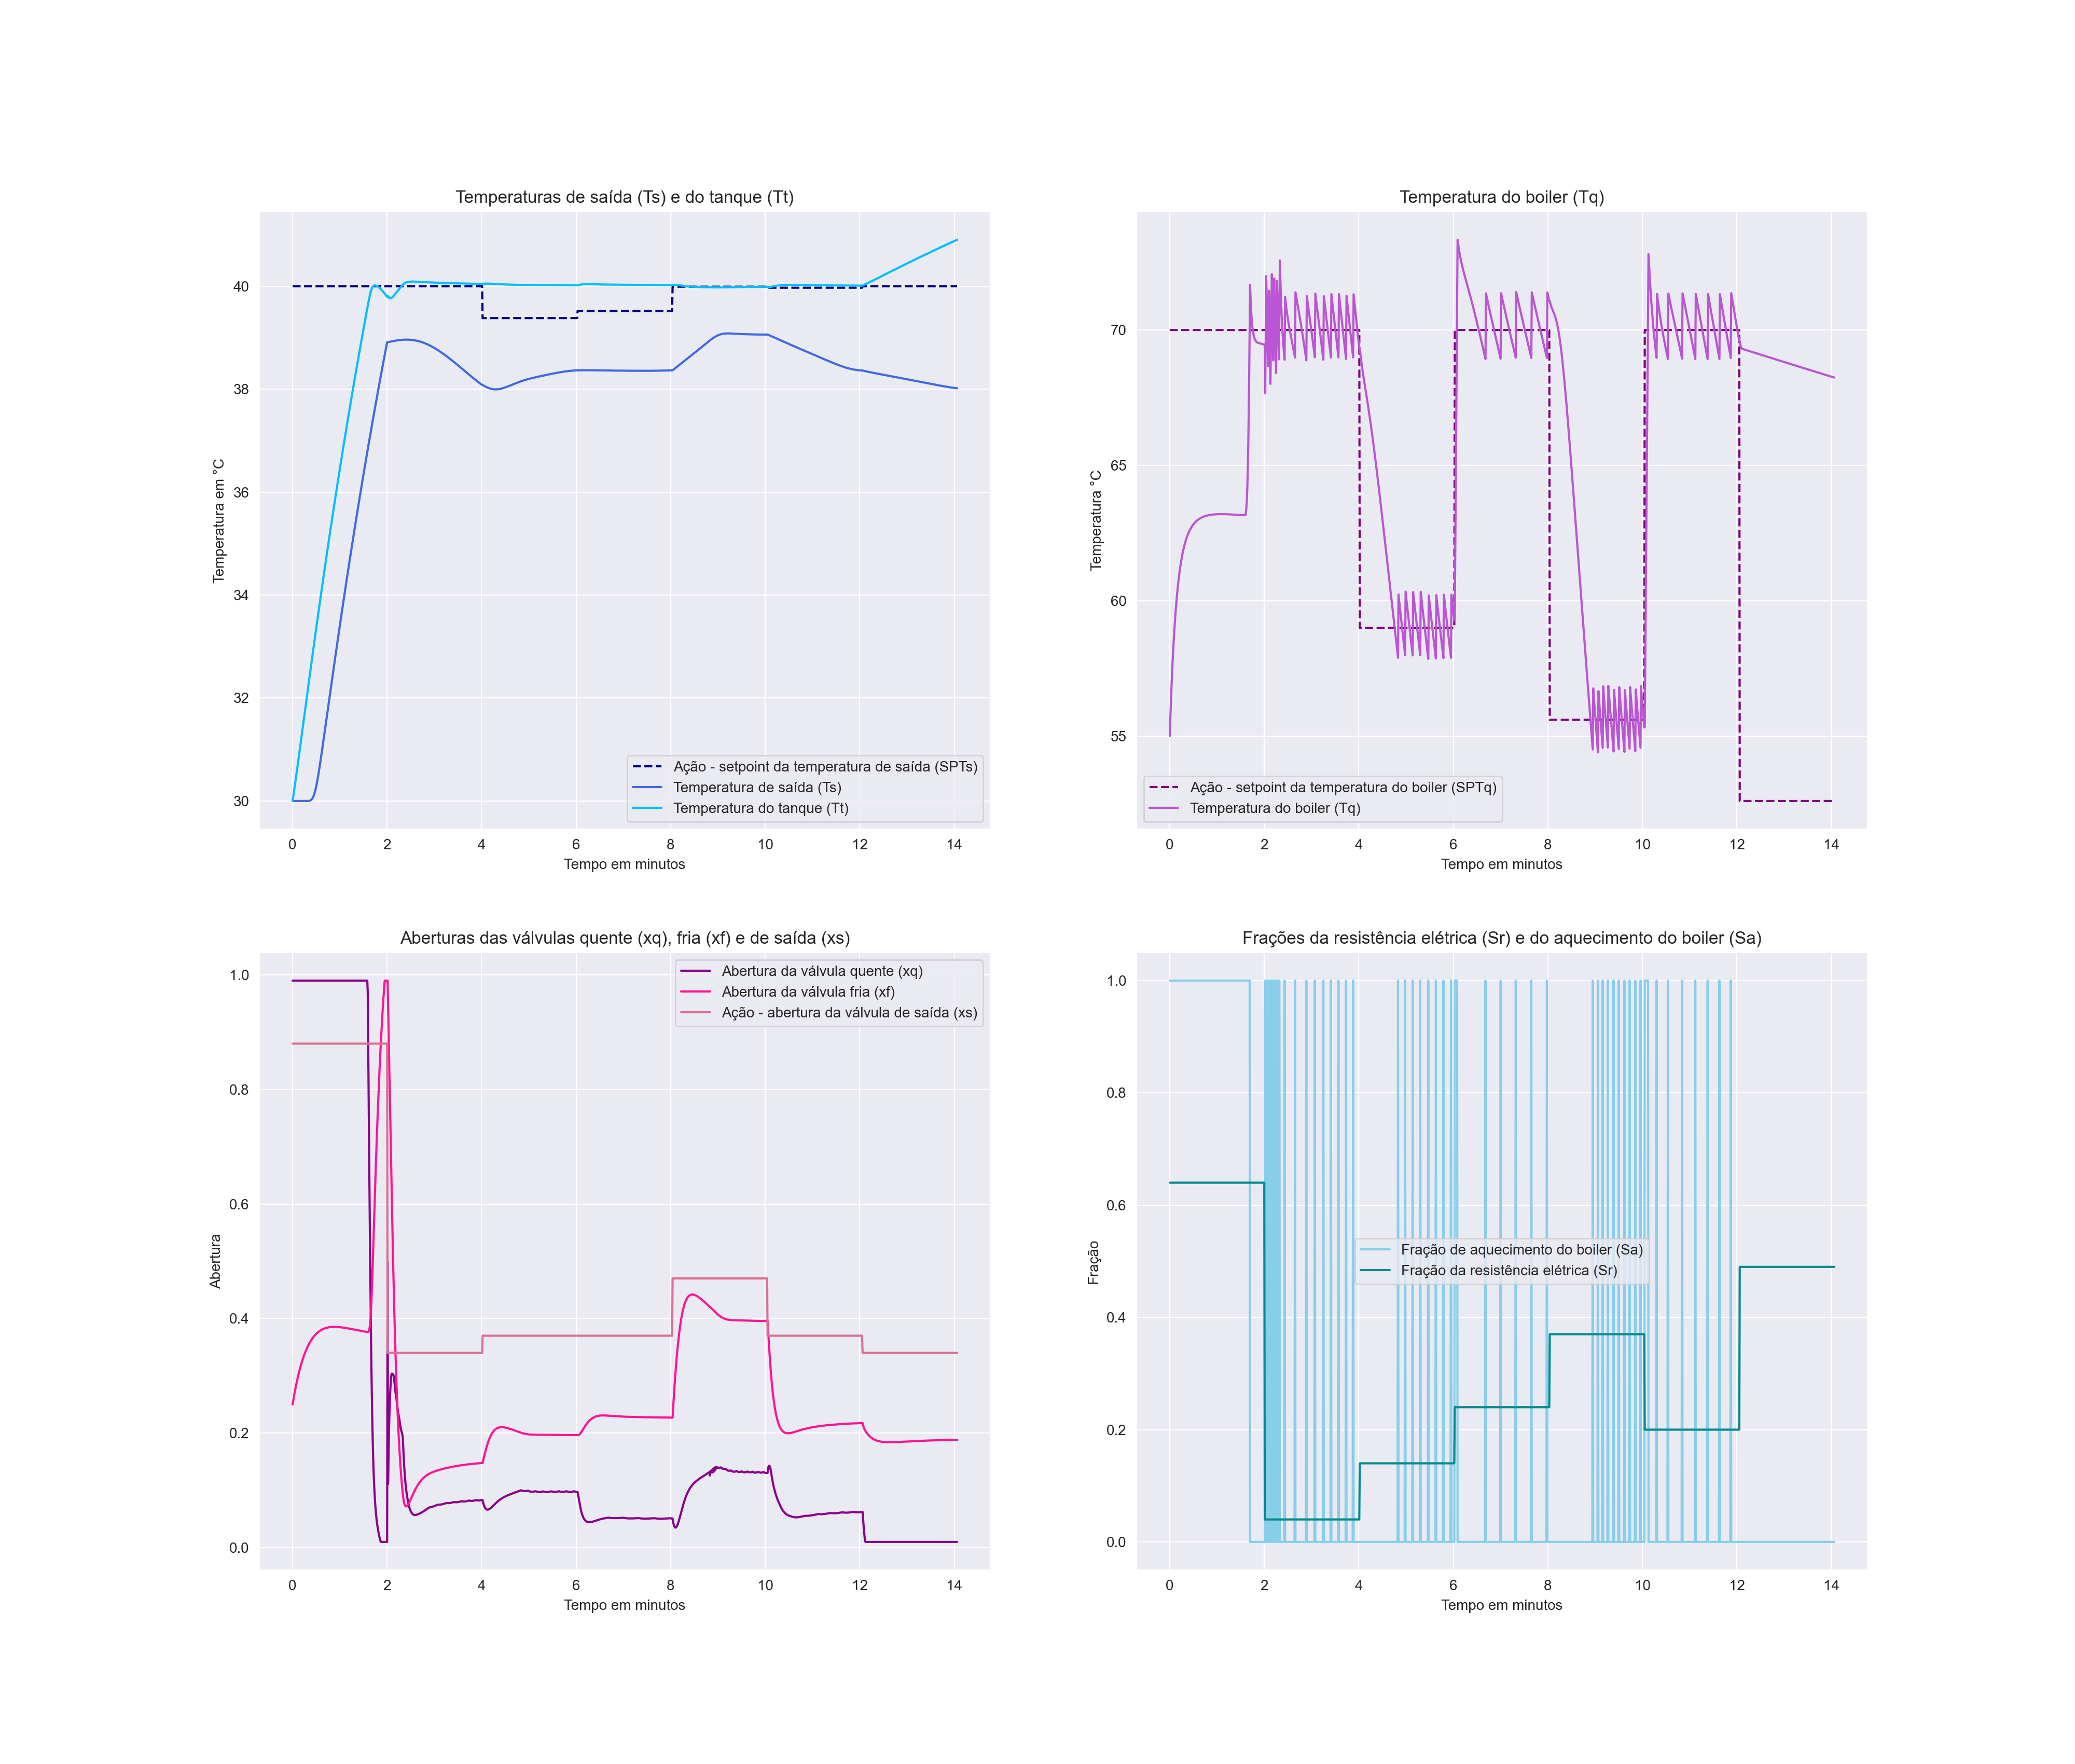 Temperaturas de saída (Ts) e do tanque (Tt)
40
38
36
34
32
30
Temperatura em °C
Ação - setpoint da temperatura de saída (SPTs)
Temperatura de saída (Ts)
Temperatura do tanque (Tt)
0 2 4 6 8 10 12 14
Tempo em minutos
Temperatura do boiler (Tq)
70
65
60
55
Temperatura °C
Ação - setpoint da temperatura do boiler (SPTq)
Temperatura do boiler (Tq)
0 2 4 6 8 10 12 14
Tempo em minutos
Aberturas das válvulas quente (xq), fria (xf) e de saída (xs)
1.0
0.8
0.6
0.4
0.2
0.0
Abertura
Abertura da válvula quente (xq)
Abertura da válvula fria (xf)
Ação - abertura da válvula de saída (xs)
0 2 4 6 8 10 12 14
Tempo em minutos
Frações da resistência elétrica (Sr) e do aquecimento do boiler (Sa)
1.0
0.8
0.6
0.4
0.2
0.0
Fração
Fração de aquecimento do boiler (Sa)
Fração da resistência elétrica (Sr)
0 2 4 6 8 10 12 14
Tempo em minutos